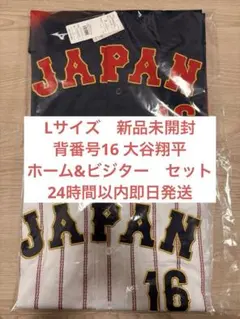 JAPAN
Lサイズ 新品未開封
背番号16 大谷翔平
ホーム&ビジター セット
24時間以内即日発送
JAPAN
16